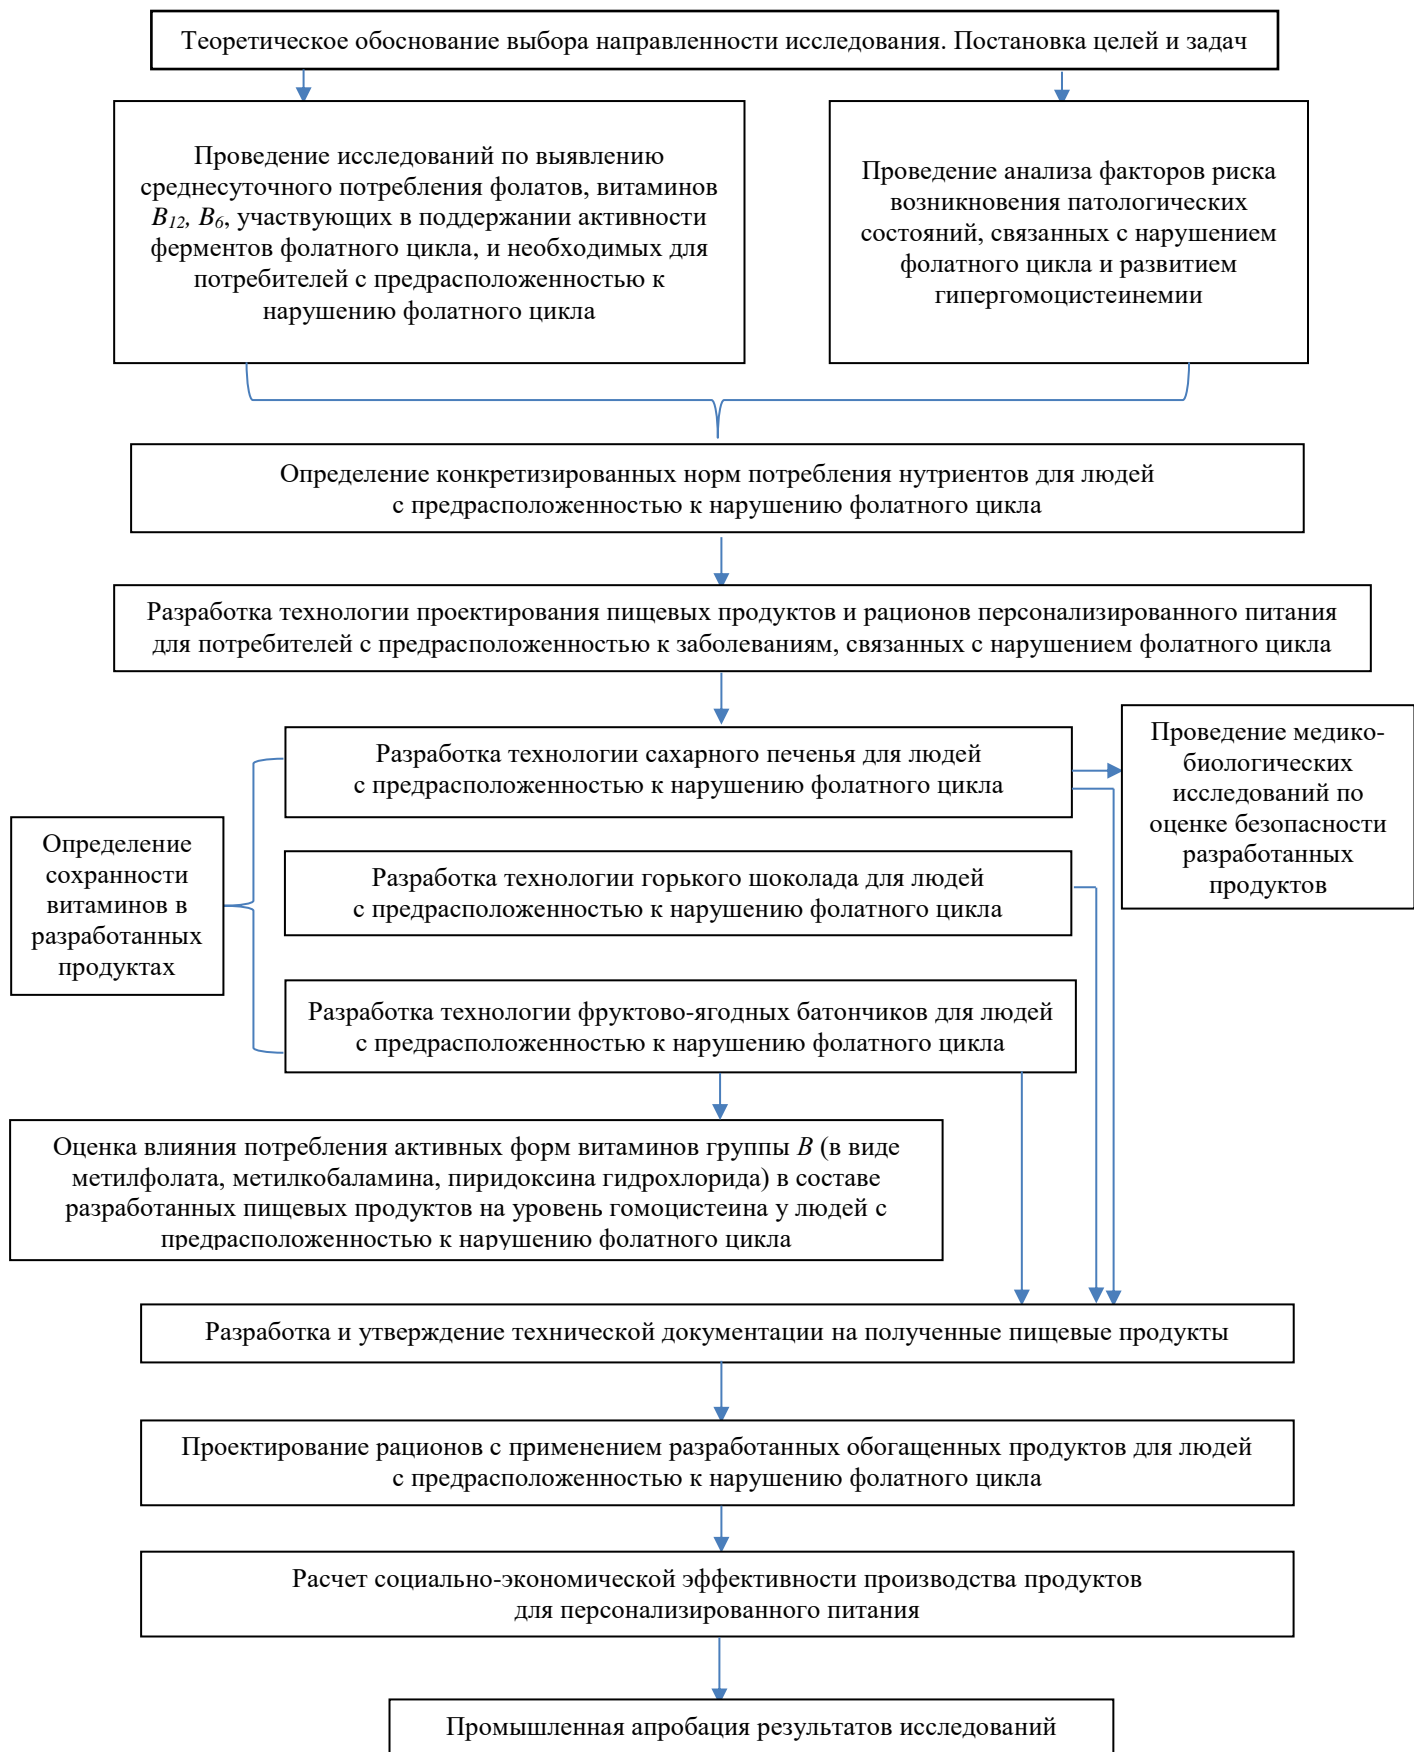 Теоретическое обоснование выбора направленности исследования. Постановка целей и задач
Проведение исследований по выявлению
среднесуточного потребления фолатов, витаминов
B12, B6, участвующих в поддержании активности
ферментов фолатного цикла, и необходимых для
потребителей с предрасположенностью к
нарушению фолатного цикла
Проведение анализа факторов риска
возникновения патологических
состояний, связанных с нарушением
фолатного цикла и развитием
гипергомоцистеинемии
Определение конкретизированных норм потребления нутриентов для людей
с предрасположенностью к нарушению фолатного цикла
Разработка технологии проектирования пищевых продуктов и рационов персонализированного питания
для потребителей с предрасположенностью к заболеваниям, связанных с нарушением фолатного цикла
Разработка технологии сахарного печенья для людей
с предрасположенностью к нарушению фолатного цикла
Проведение медико-
биологических
исследований по
оценке безопасности
разработанных
продуктов
Определение
сохранности
витаминов в
разработанных
продуктах
Разработка технологии горького шоколада для людей
с предрасположенностью к нарушению фолатного цикла
Разработка технологии фруктово-ягодных батончиков для людей
с предрасположенностью к нарушению фолатного цикла
Оценка влияния потребления активных форм витаминов группы B (в виде
метилфолата, метилкобаламина, пиридоксина гидрохлорида) в составе
разработанных пищевых продуктов на уровень гомоцистеина у людей с
предрасположенностью к нарушению фолатного цикла
Разработка и утверждение технической документации на полученные пищевые продукты
Проектирование рационов с применением разработанных обогащенных продуктов для людей
с предрасположенностью к нарушению фолатного цикла
Расчет социально-экономической эффективности производства продуктов
для персонализированного питания
Промышленная апробация результатов исследований